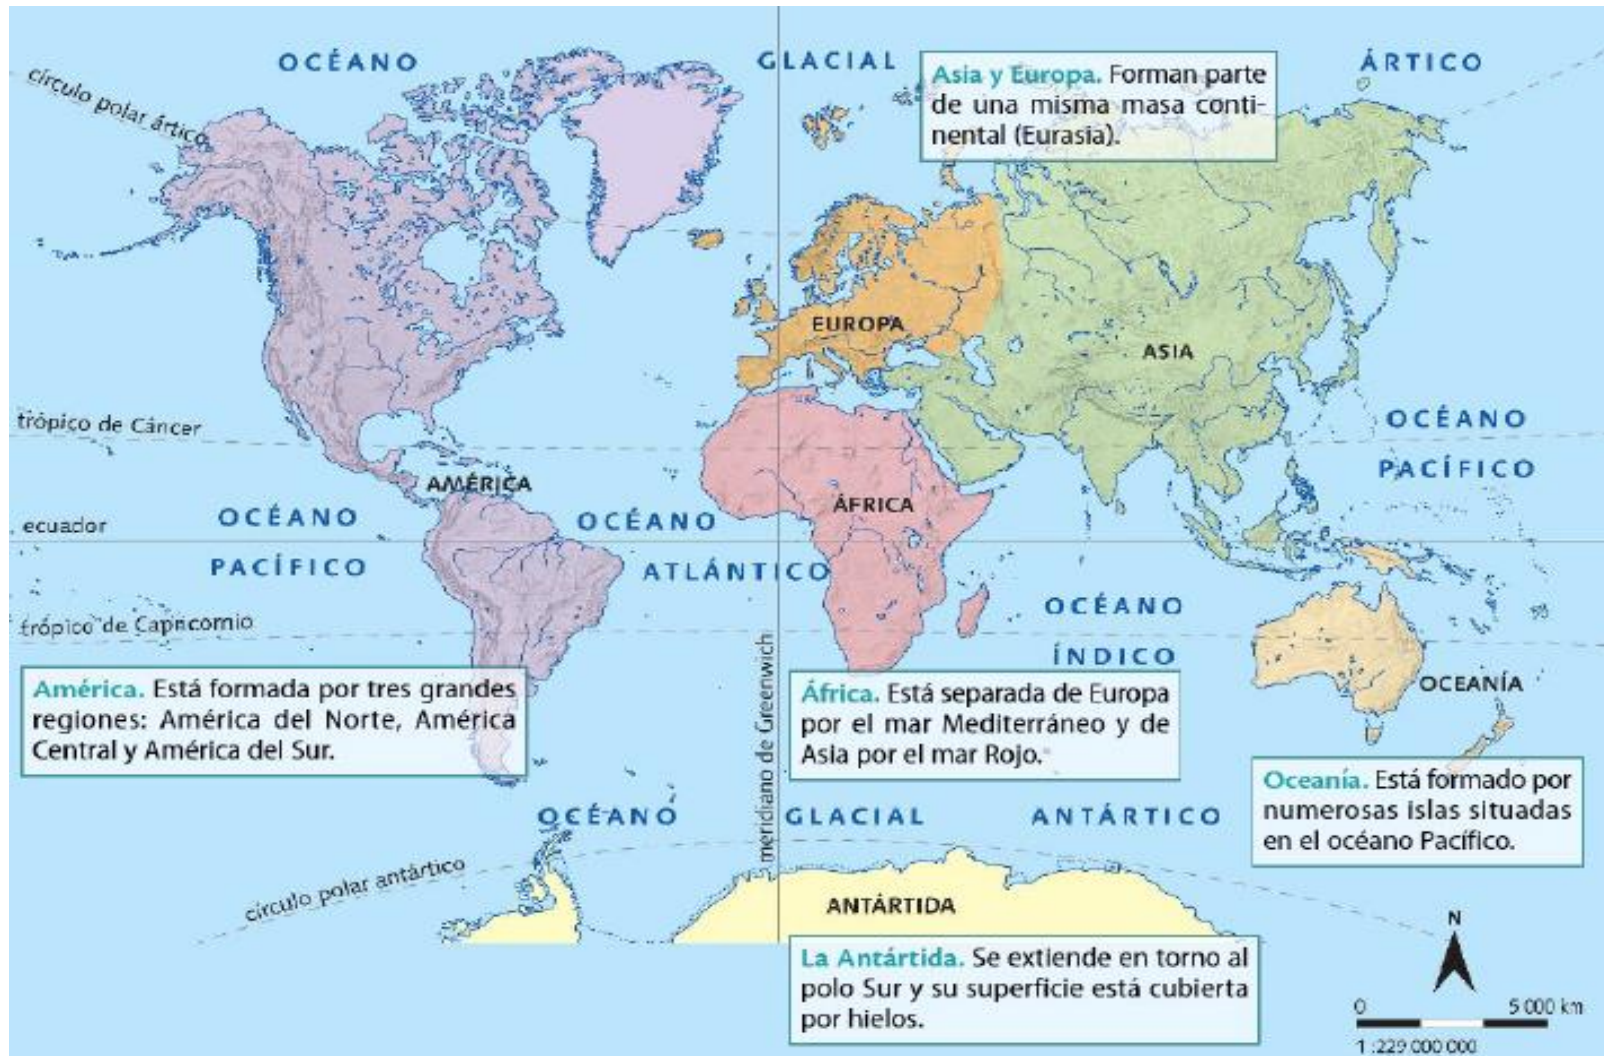 OCÉANO GLACIAL ÁRTICO
círculo polar ártico
Asia y Europa. Forman parte
de una misma masa conti-
nental (Eurasia).
EUROPA
ASIA
trópico de Cáncer
OCÉANO
PACÍFICO
AMÉRICA
ÁFRICA
ecuador
OCÉANO
PACÍFICO
OCÉANO
ATLÁNTICO
OCÉANO
ÍNDICO
trópico de Capricornio
meridiano de Greenwich
América. Está formada por tres grandes
regiones: América del Norte, América
Central y América del Sur.
África. Está separada de Europa
por el mar Mediterráneo y de
Asia por el mar Rojo.
OCEANÍA
Oceanía. Está formado por
numerosas islas situadas
en el océano Pacífico.
OCÉANO GLACIAL ANTÁRTICO
círculo polar antártico
ANTÁRTIDA
La Antártida. Se extiende en torno al
polo Sur y su superficie está cubierta
por hielos.
N
0 5 000 km
1 :229 000 000